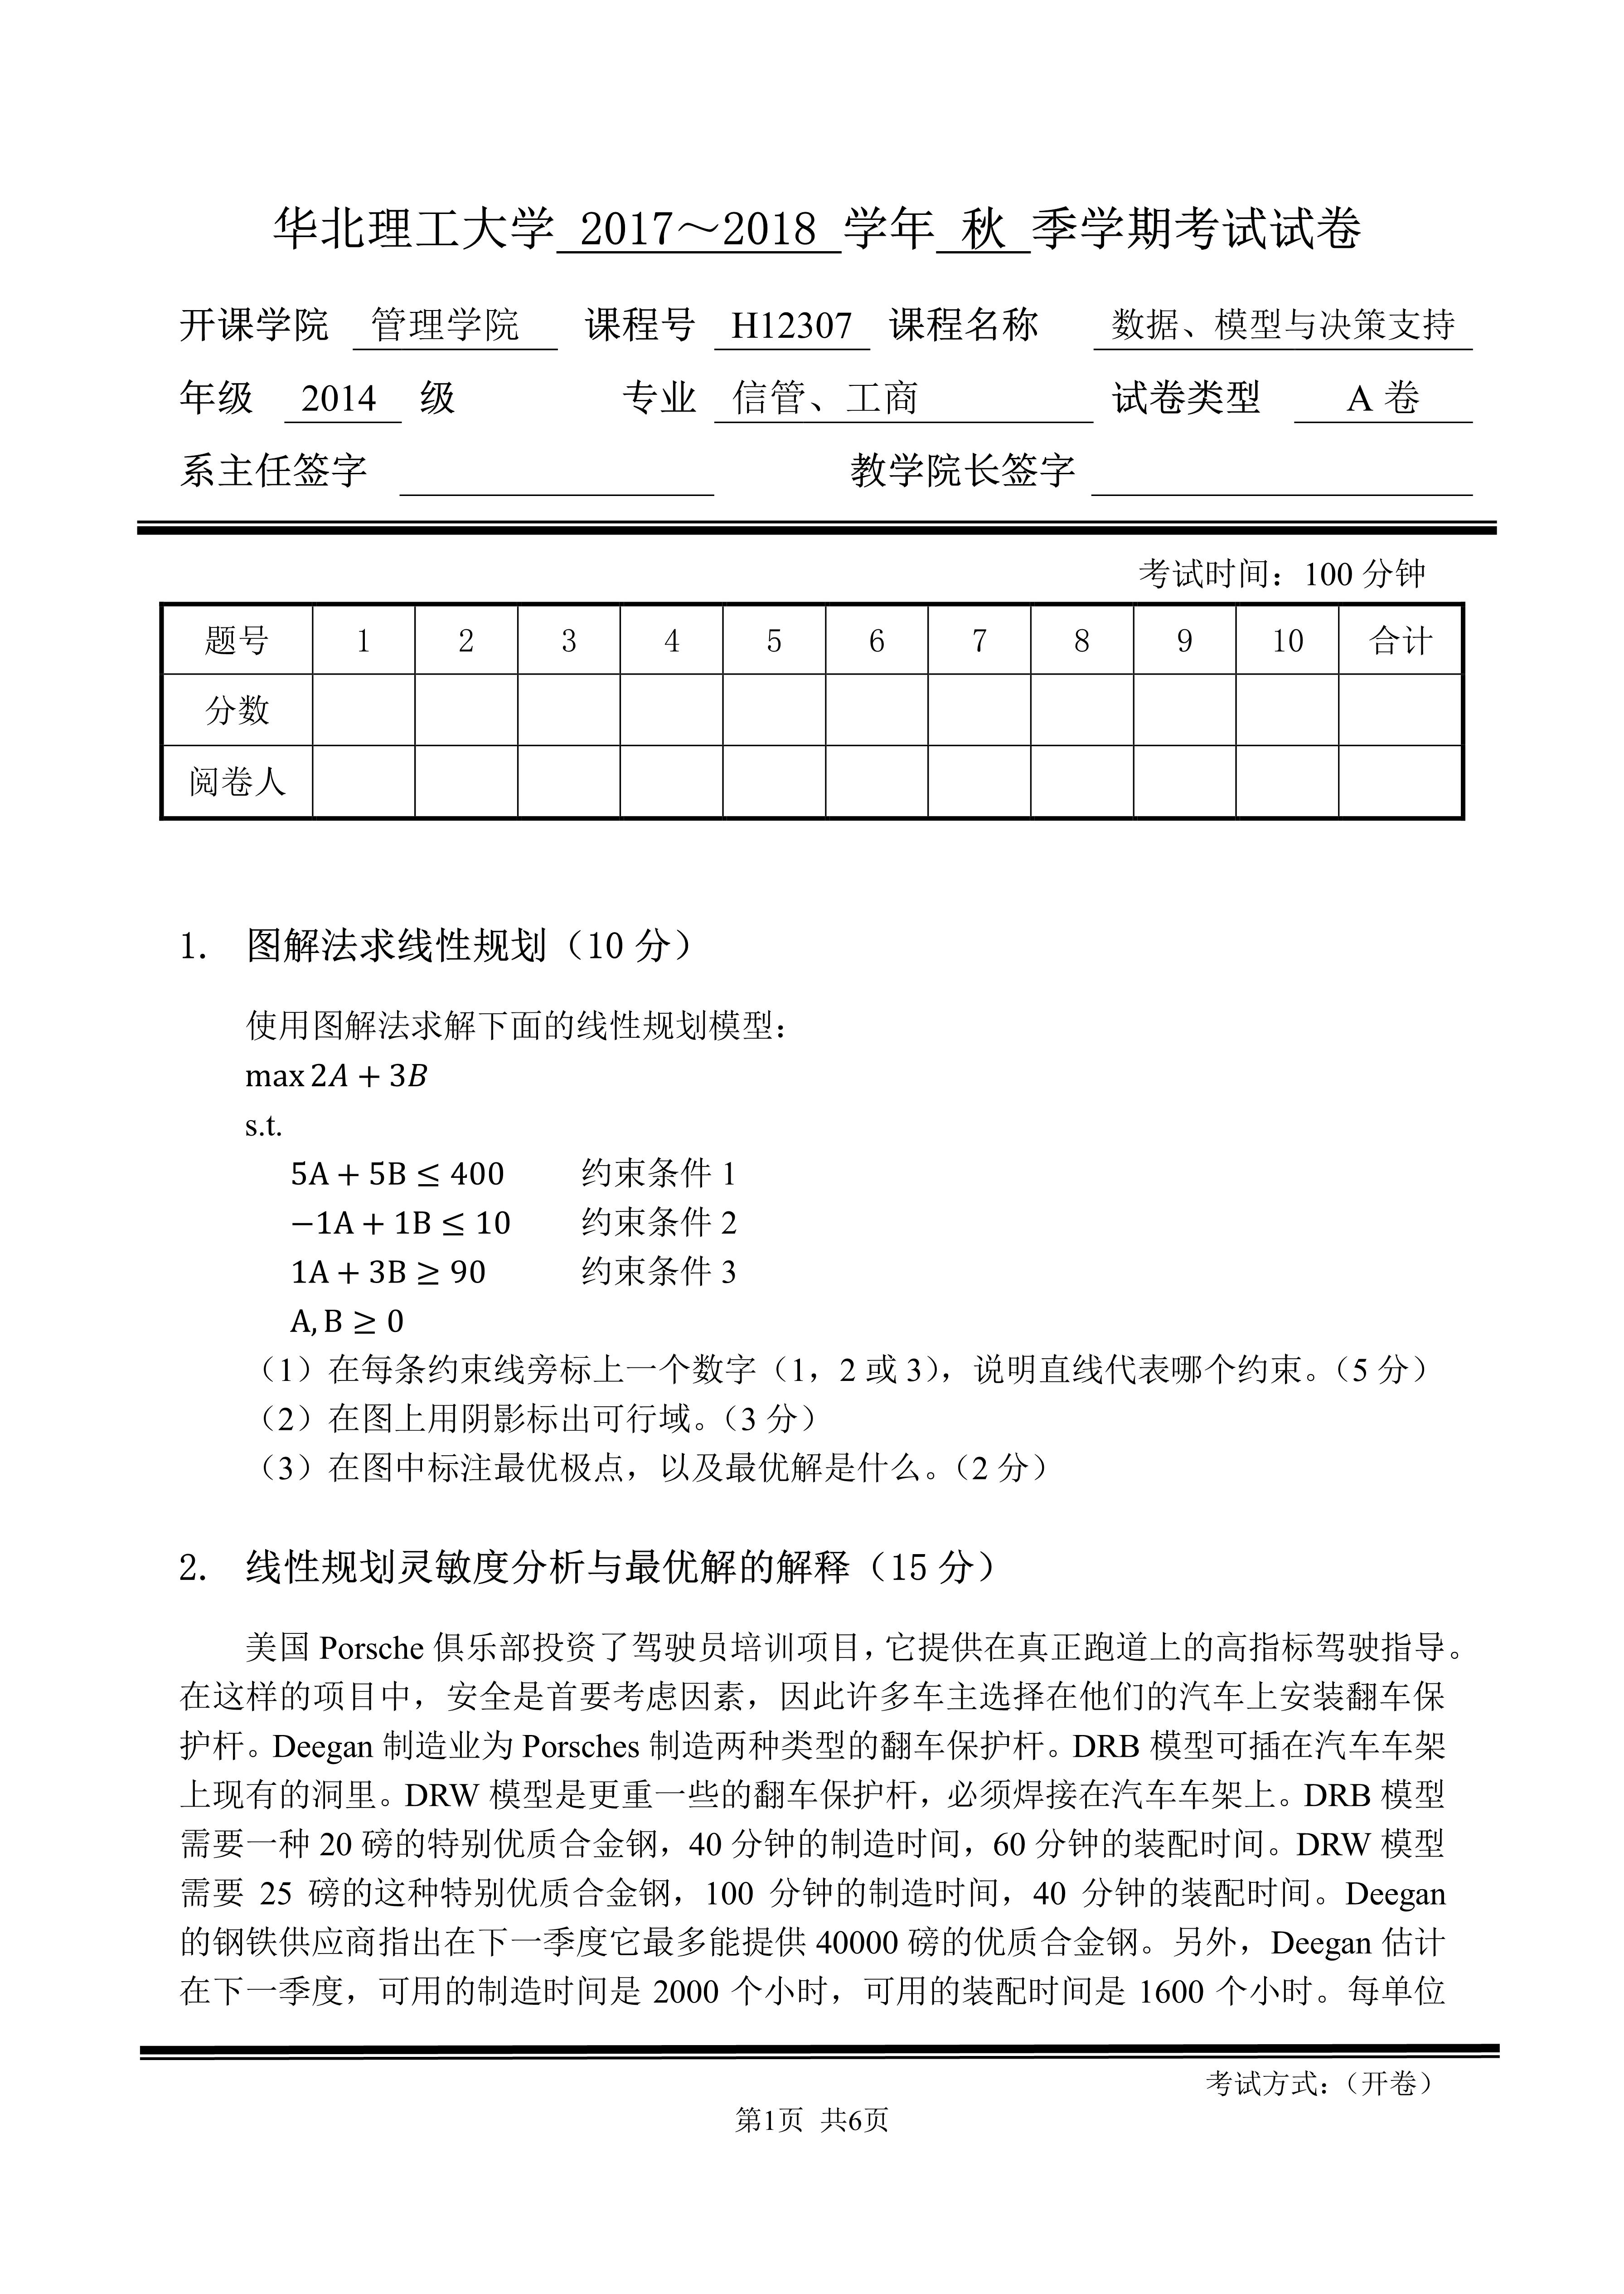 华北理工大学 2017～2018 学年 秋 季学期考试试卷
开课学院 管理学院 课程号 H12307 课程名称 数据、模型与决策支持
年级 2014 级 专业 信管、工商 试卷类型 A 卷
系主任签字 教学院长签字
考试时间：100 分钟
题号 1 2 3 4 5 6 7 8 9 10 合计
分数
阅卷人
1. 图解法求线性规划（10 分）
使用图解法求解下面的线性规划模型：
max 2A + 3B
s.t.
5A + 5B ≤ 400 约束条件 1
−1A + 1B ≤ 10 约束条件 2
1A + 3B ≥ 90 约束条件 3
A, B ≥ 0
（1）在每条约束线旁标上一个数字（1，2 或 3），说明直线代表哪个约束。（5 分）
（2）在图上用阴影标出可行域。（3 分）
（3）在图中标注最优极点，以及最优解是什么。（2 分）
2. 线性规划灵敏度分析与最优解的解释（15 分）
美国 Porsche 俱乐部投资了驾驶员培训项目，它提供在真正跑道上的高指标驾驶指导。
在这样的项目中，安全是首要考虑因素，因此许多车主选择在他们的汽车上安装翻车保
护杆。Deegan 制造业为 Porsches 制造两种类型的翻车保护杆。DRB 模型可插在汽车车架
上现有的洞里。DRW 模型是更重一些的翻车保护杆，必须焊接在汽车车架上。DRB 模型
需要一种 20 磅的特别优质合金钢，40 分钟的制造时间，60 分钟的装配时间。DRW 模型
需要 25 磅的这种特别优质合金钢，100 分钟的制造时间，40 分钟的装配时间。Deegan
的钢铁供应商指出在下一季度它最多能提供 40000 磅的优质合金钢。另外，Deegan 估计
在下一季度，可用的制造时间是 2000 个小时，可用的装配时间是 1600 个小时。每单位
考试方式：（开卷）
第1页 共6页